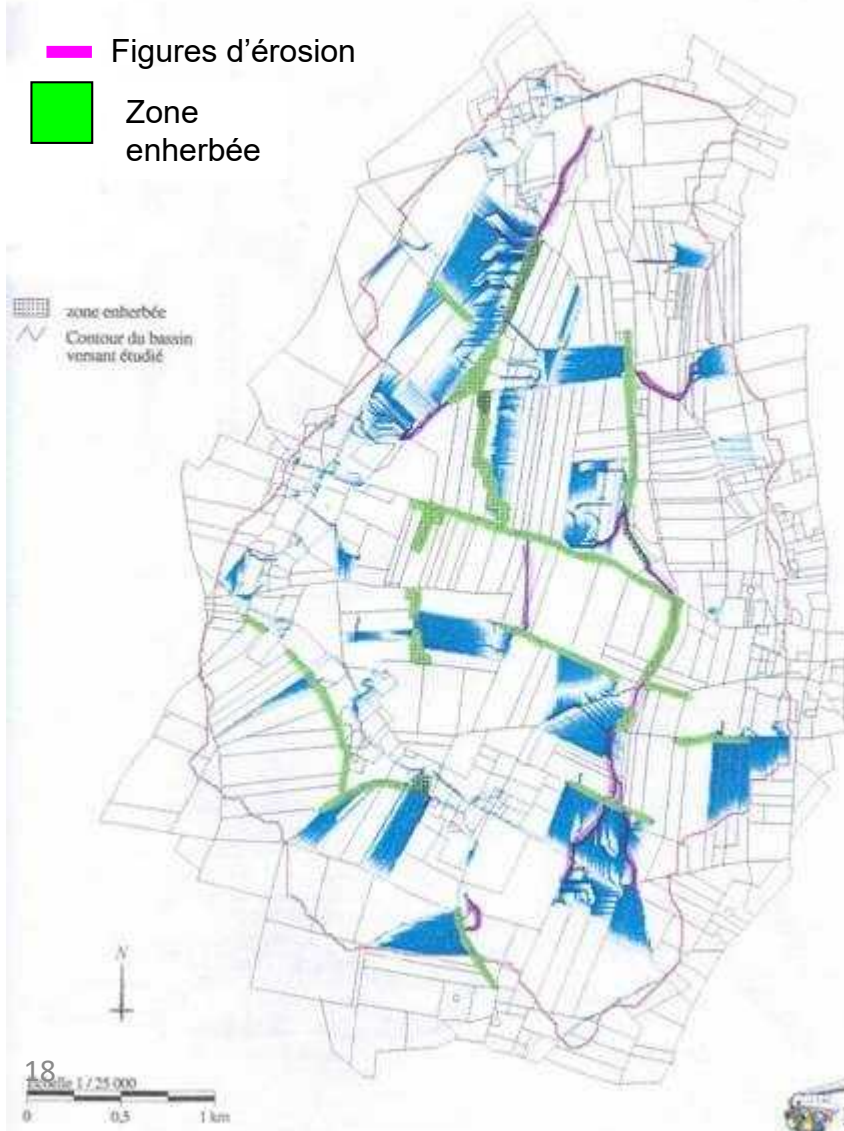 Figures d’érosion
Zone
enherbée
zone enherbée
Contour du bassin
versant étudié
N
18
Echelle 1 / 25 000
0 0,5 1 km